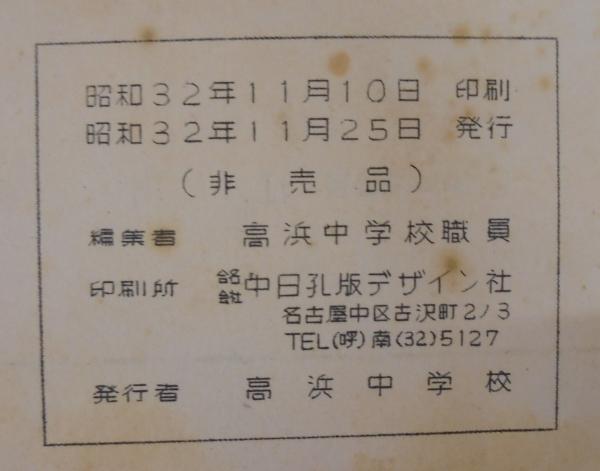 昭和32年11月10日 印刷
昭和32年11月25日 発行
(非売品)
編集者 高浜中学校職員
印刷所 合名会社 中日孔版デザイン社
名古屋中区古沢町2ノ3
TEL(呼)南(32)5127
発行者 高浜中学校